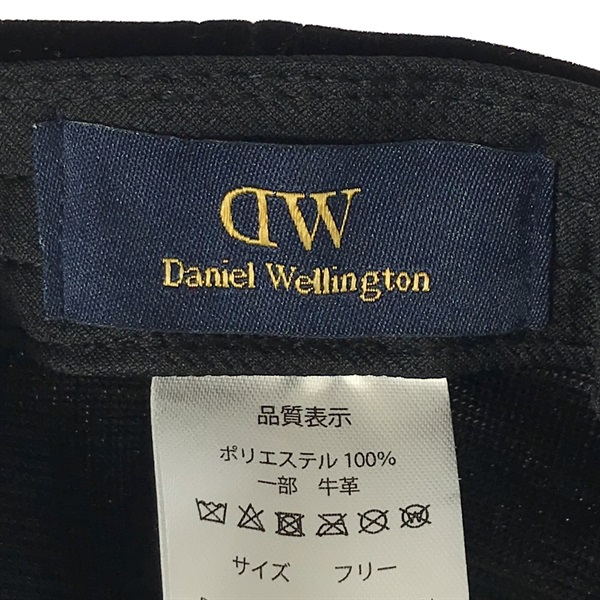 DW
Daniel Wellington
品質表示
ポリエステル 100%
一部 牛革
サイズ フリー